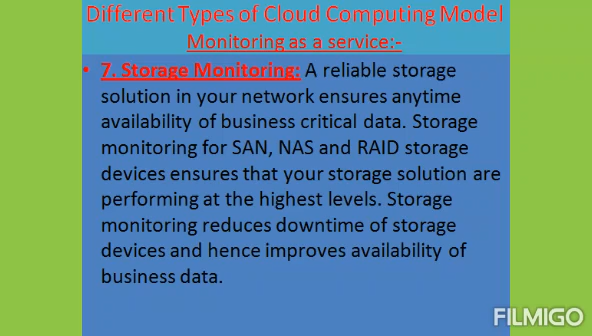 Different Types of Cloud Computing Model
Monitoring as a service:-
• 7. Storage Monitoring: A reliable storage
solution in your network ensures anytime
availability of business critical data. Storage
monitoring for SAN, NAS and RAID storage
devices ensures that your storage solution are
performing at the highest levels. Storage
monitoring reduces downtime of storage
devices and hence improves availability of
business data.
FILMIGO